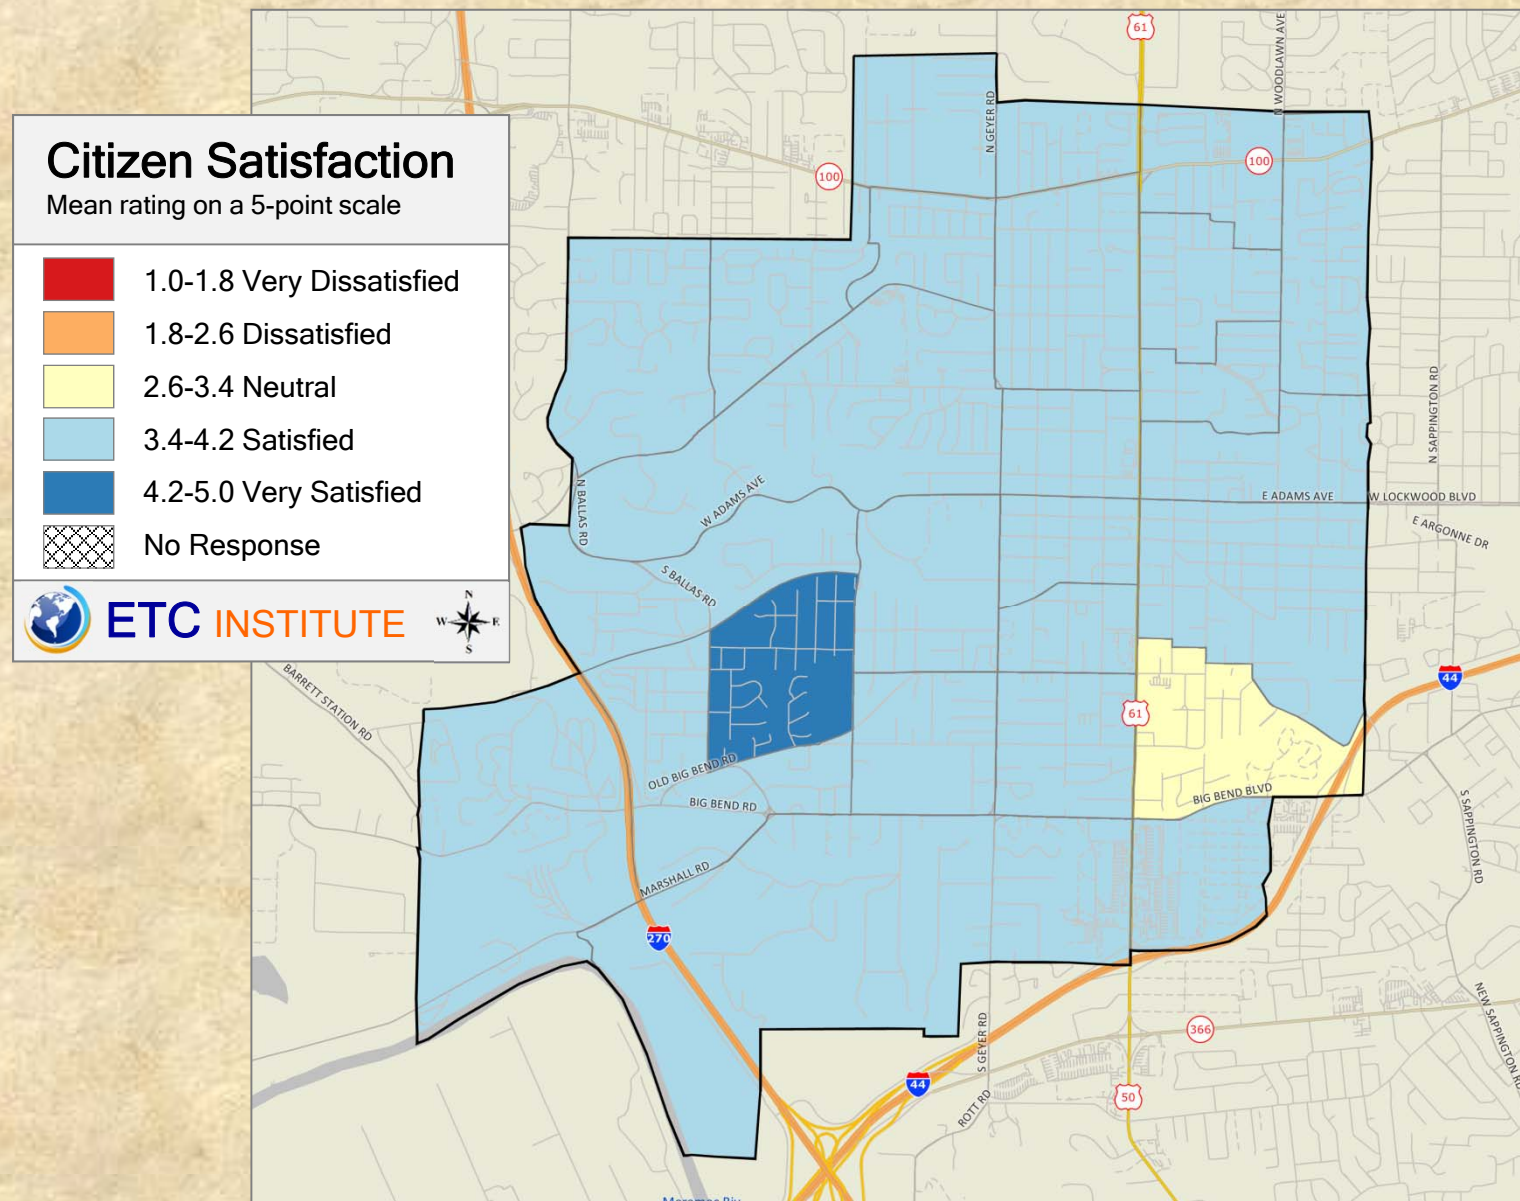 Citizen Satisfaction
Mean rating on a 5-point scale
1.0-1.8 Very Dissatisfied
1.8-2.6 Dissatisfied
2.6-3.4 Neutral
3.4-4.2 Satisfied
4.2-5.0 Very Satisfied
No Response
ETC INSTITUTE
N
W E
S
61
N WOODLAWN AVE
N GEYER RD
100
100
N SAPPINGTON RD
N BALLAS RD
W ADAMS AVE
E ADAMS AVE
W LOCKWOOD BLVD
E ARGONNE DR
S BALLAS RD
BARRETT STATION RD
44
61
OLD BIG BEND RD
BIG BEND RD
BIG BEND BLVD
S SAPPINGTON RD
MARSHALL RD
270
NEW SAPPINGTON RD
S GEYER RD
366
44
ROTT RD
50